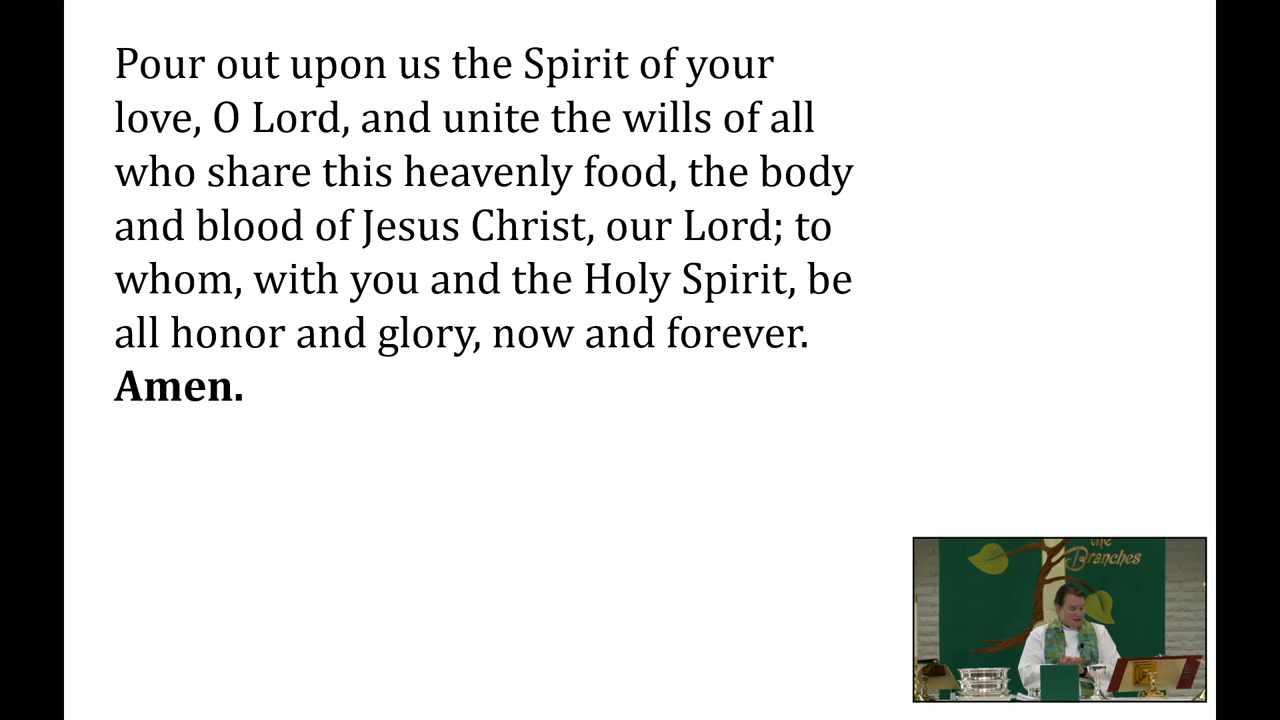 Pour out upon us the Spirit of your
love, O Lord, and unite the wills of all
who share this heavenly food, the body
and blood of Jesus Christ, our Lord; to
whom, with you and the Holy Spirit, be
all honor and glory, now and forever.
Amen.
the
Branches